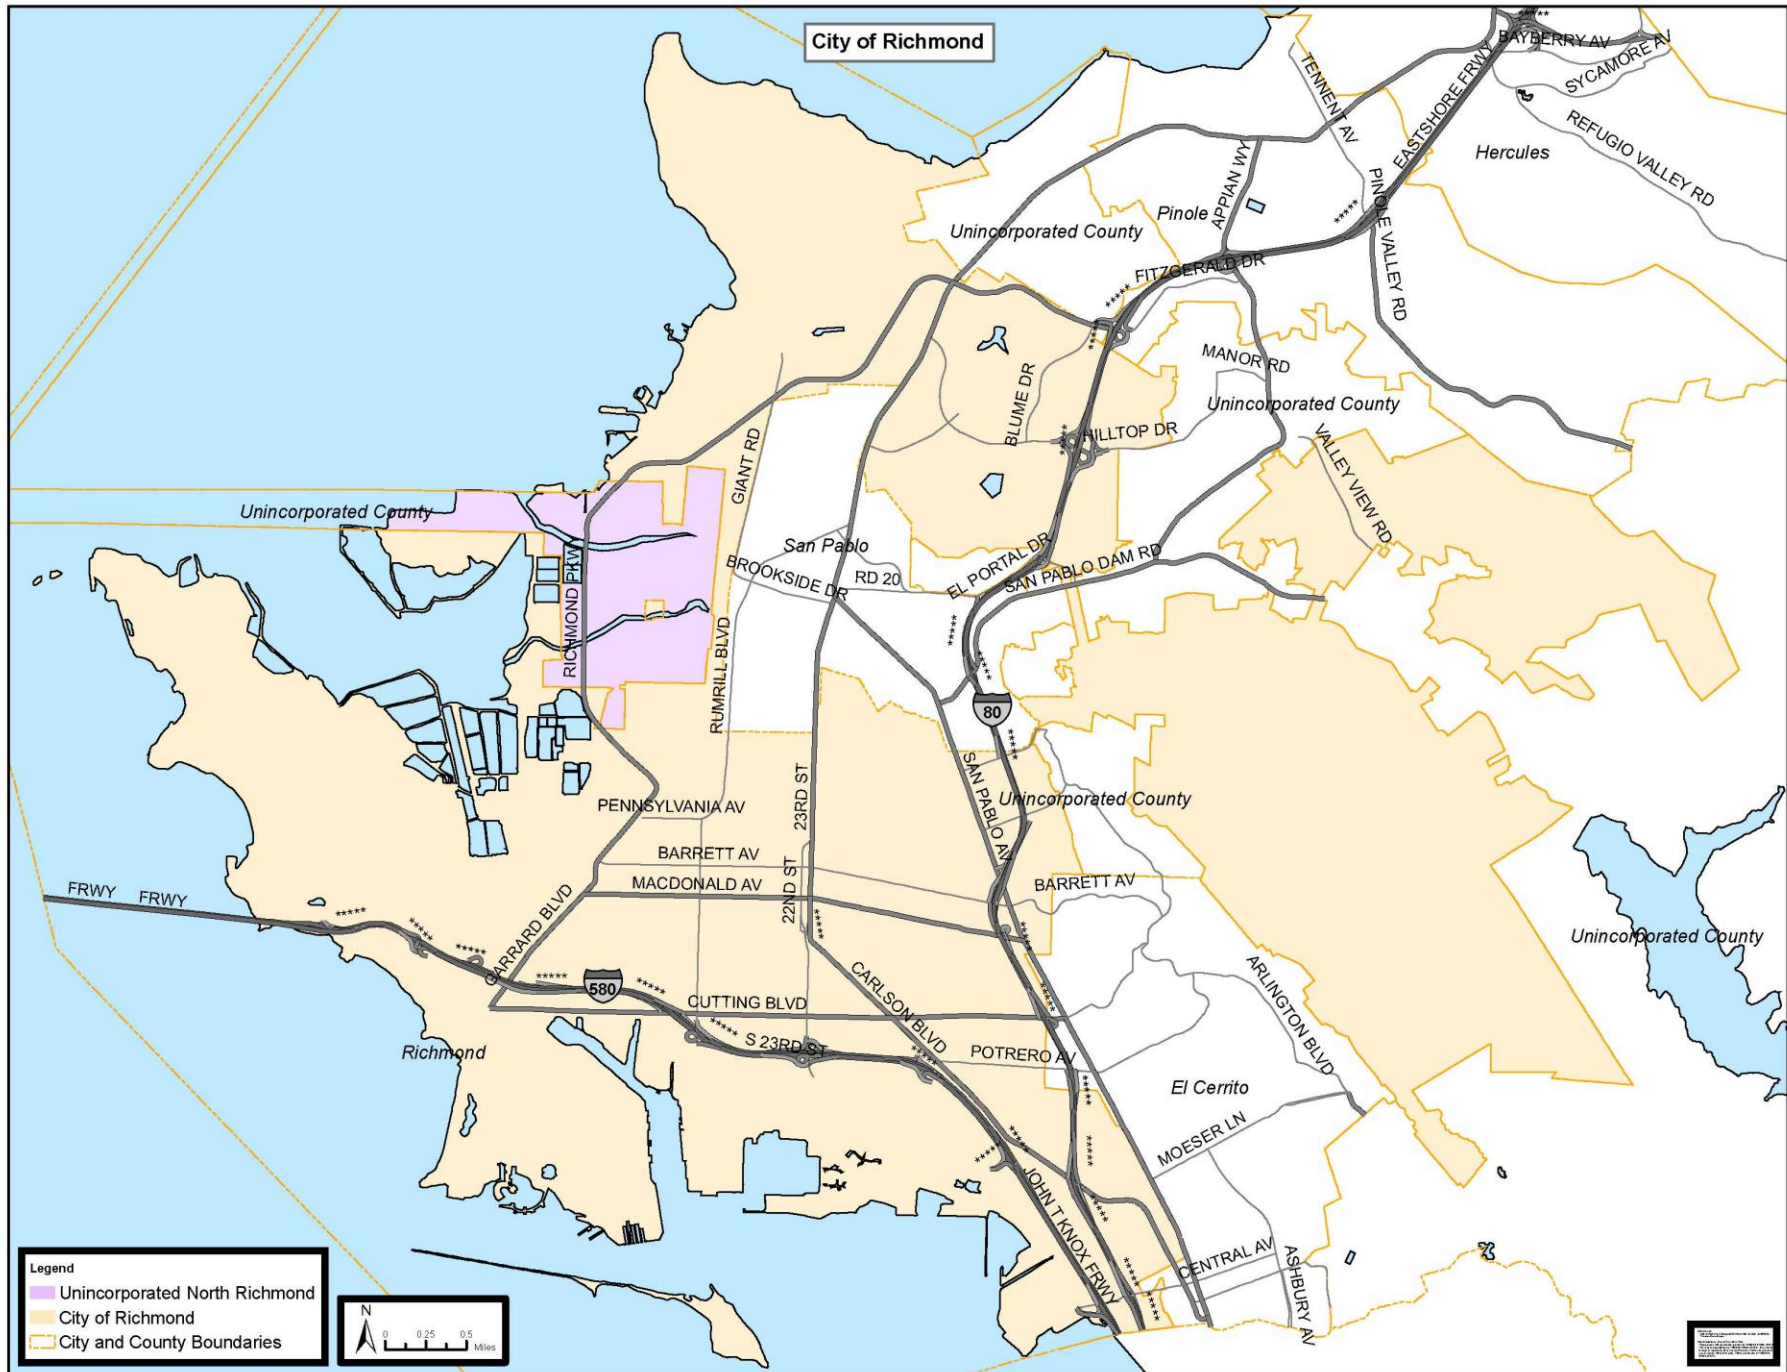 City of Richmond
BAYBERRY AV
SYCAMORE AV
TENNENT AV
EASTSHORE FRWY
REFUGIO VALLEY RD
Hercules
APPIAN WY
PINOLE VALLEY RD
Pinole
Unincorporated County
FITZGERALD DR
MANOR RD
BLUME DR
Unincorporated County
HILLTOP DR
VALLEY VIEW RD
GIANT RD
Unincorporated County
RICHMOND PKWY
San Pablo
BROOKSIDE DR
RD 20
EL PORTAL DR
SAN PABLO DAM RD
RUMRILL BLVD
80
SAN PABLO AV
Unincorporated County
23RD ST
PENNSYLVANIA AV
BARRETT AV
MACDONALD AV
22ND ST
BARRETT AV
FRWY
FRWY
GARRARD BLVD
Unincorporated County
580
CUTTING BLVD
CARLSON BLVD
ARLINGTON BLVD
Richmond
S 23RD ST
POTRERO AV
El Cerrito
MOESER LN
JOHN T KNOX FRWY
CENTRAL AV
ASHBURY AV
Legend
Unincorporated North Richmond
City of Richmond
City and County Boundaries
N
0 0.25 0.5
Miles